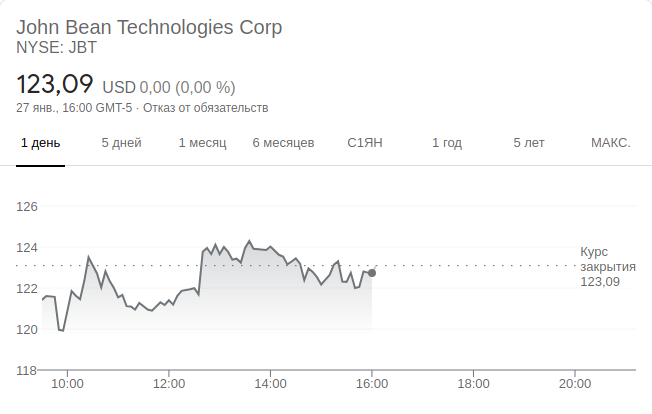 John Bean Technologies Corp
NYSE: JBT
123,09 USD 0,00 (0,00 %)
27 янв., 16:00 GMT-5 · Отказ от обязательств
1 день 5 дней 1 месяц 6 месяцев С1ЯН 1 год 5 лет МАКС.
126
124
122
120
118
Курс
закрытия
123,09
10:00 12:00 14:00 16:00 18:00 20:00